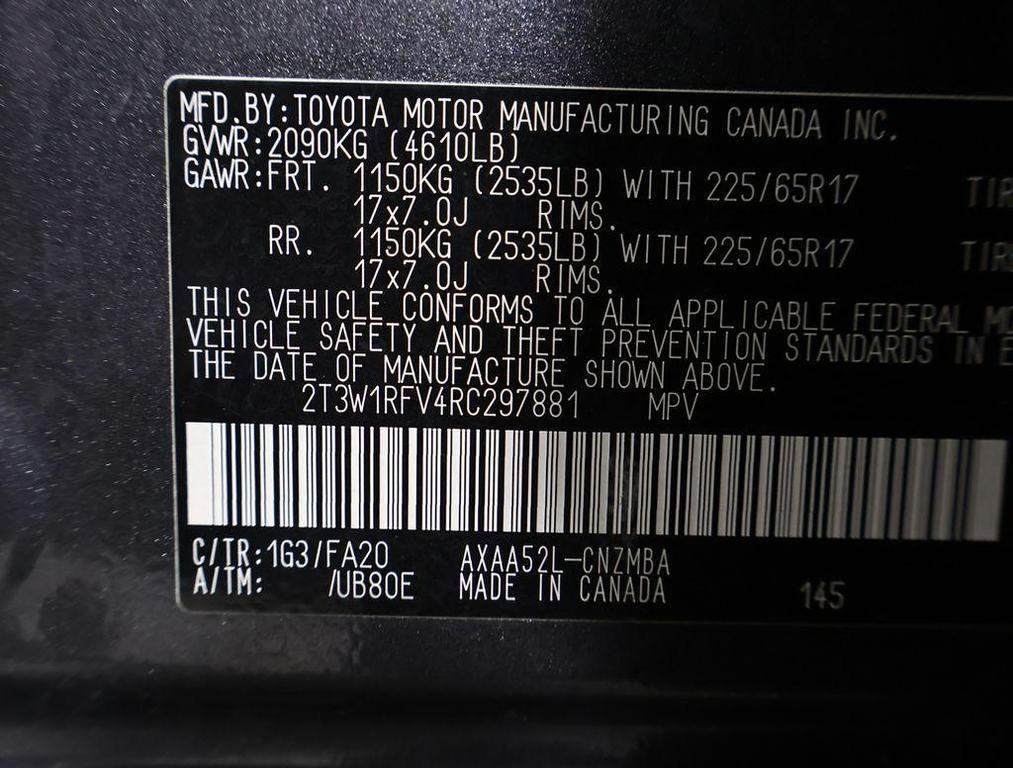 MFD.BY:TOYOTA MOTOR MANUFACTURING CANADA INC.
GVWR:2090KG (4610LB)
GAWR:FRT. 1150KG (2535LB) WITH 225/65R17
17x7.0J RIMS.
RR. 1150KG (2535LB) WITH 225/65R17
17x7.0J RIMS.
THIS VEHICLE CONFORMS TO ALL APPLICABLE FEDERAL
VEHICLE SAFETY AND THEFT PREVENTION STANDARDS IN
THE DATE OF MANUFACTURE SHOWN ABOVE.
2T3W1RFV4RC297881 MPV
C/TR:1G3/FA20 AXAA52L-CNZMBA
A/TM: /UB80E MADE IN CANADA 145